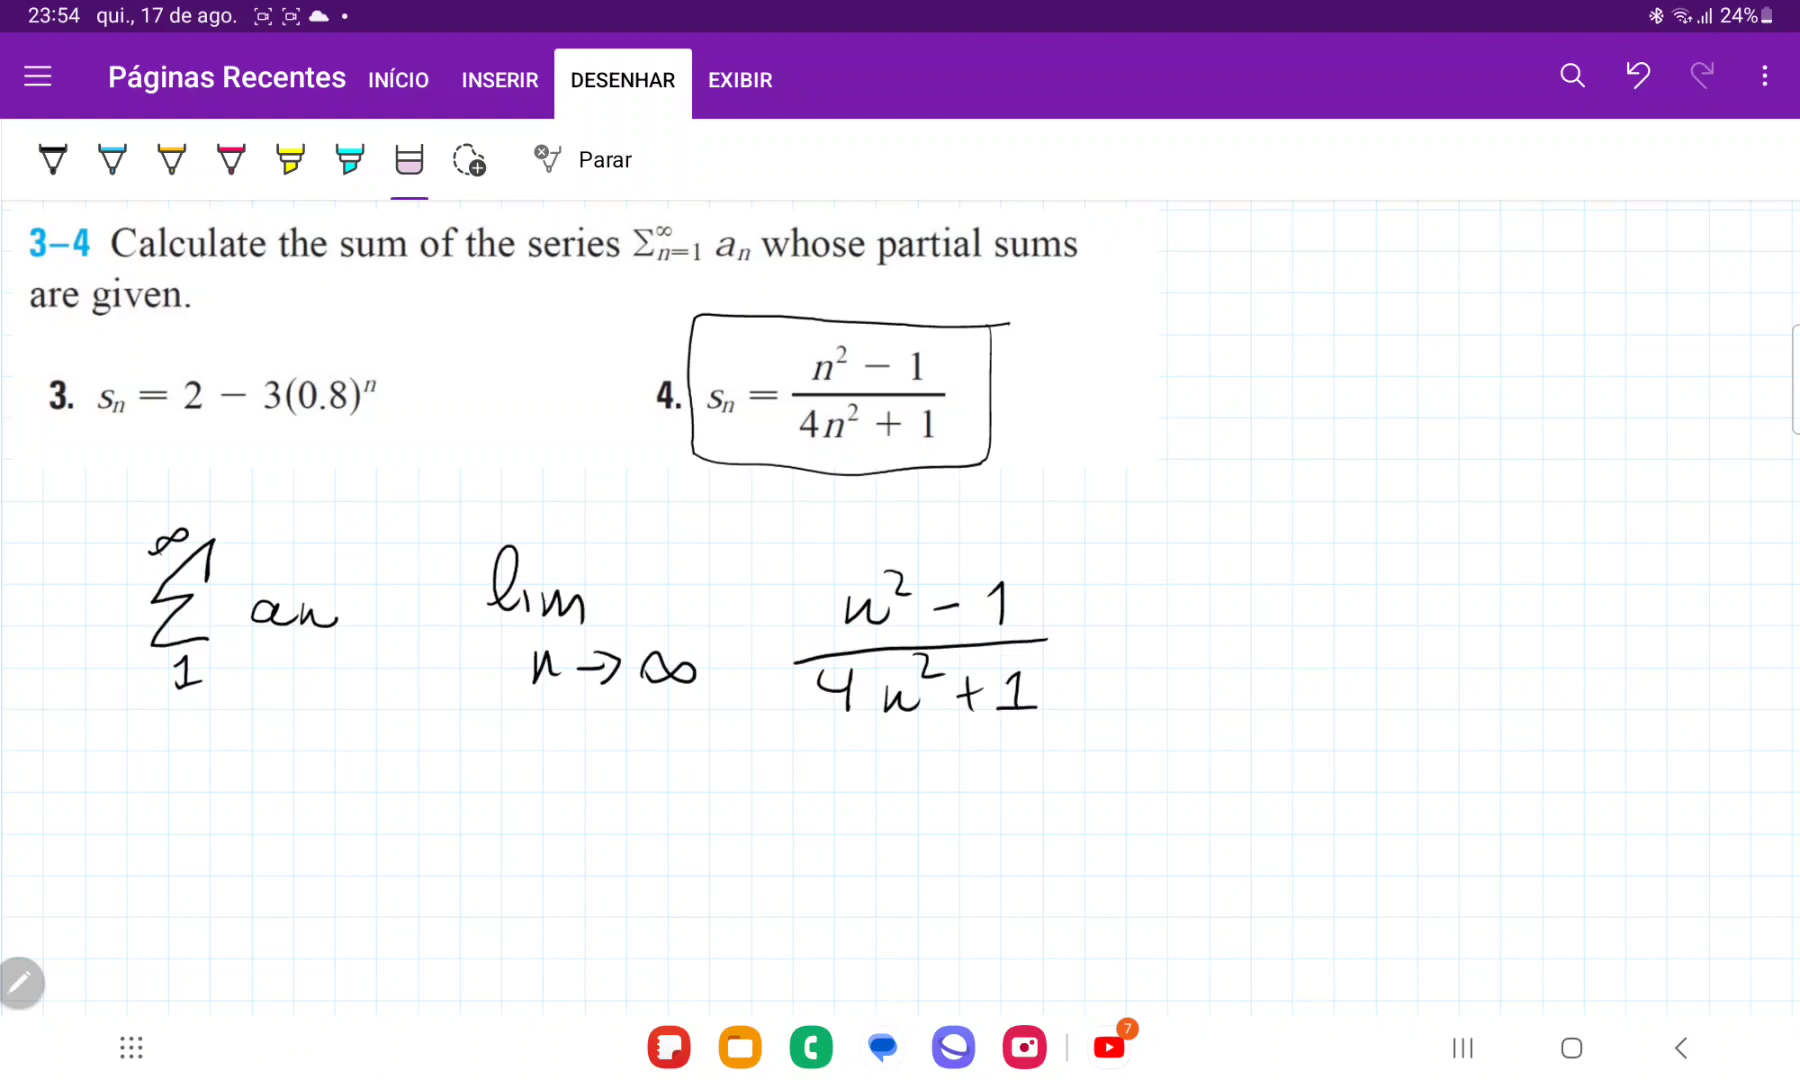 23:54 qui., 17 de ago. 24%
Páginas Recentes INÍCIO INSERIR DESENHAR EXIBIR
Parar
3–4 Calculate the sum of the series Σ∞n=1 an whose partial sums
are given.
3. sn = 2 − 3(0.8)^n
4. sn = (n² − 1)/(4n² + 1)
∞
Σ an
1
lim
n→∞
n² − 1
4n² + 1
7